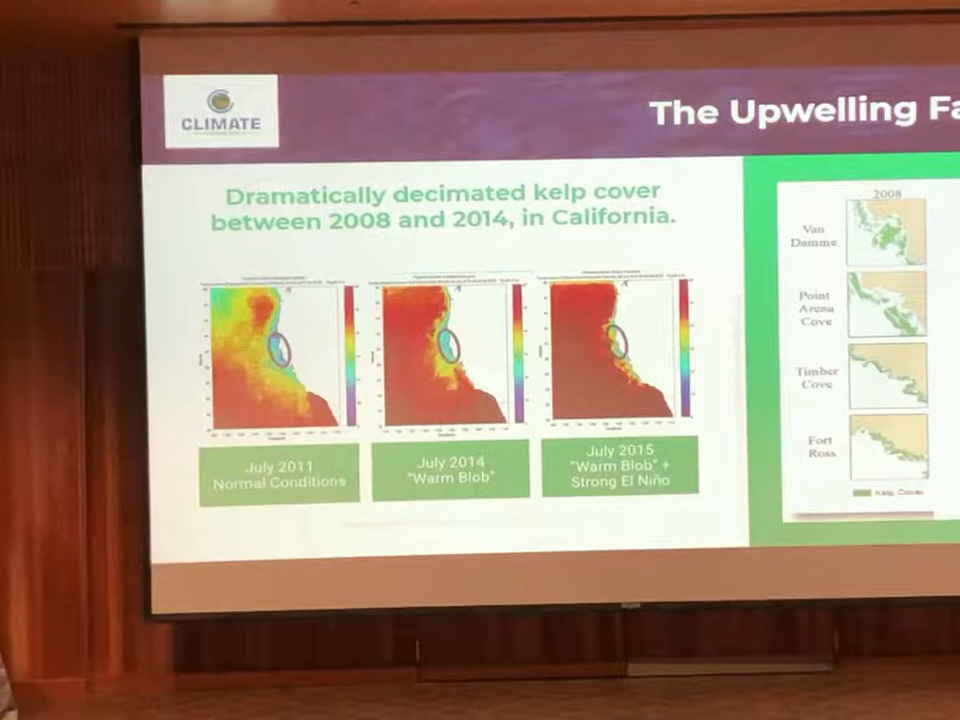 CLIMATE
The Upwelling Fa
Dramatically decimated kelp cover
between 2008 and 2014, in California.
July 2011
Normal Conditions
July 2014
"Warm Blob"
July 2015
"Warm Blob" +
Strong El Niño
2008
Van
Damme
Point
Arena
Cove
Timber
Cove
Fort
Ross
Kelp